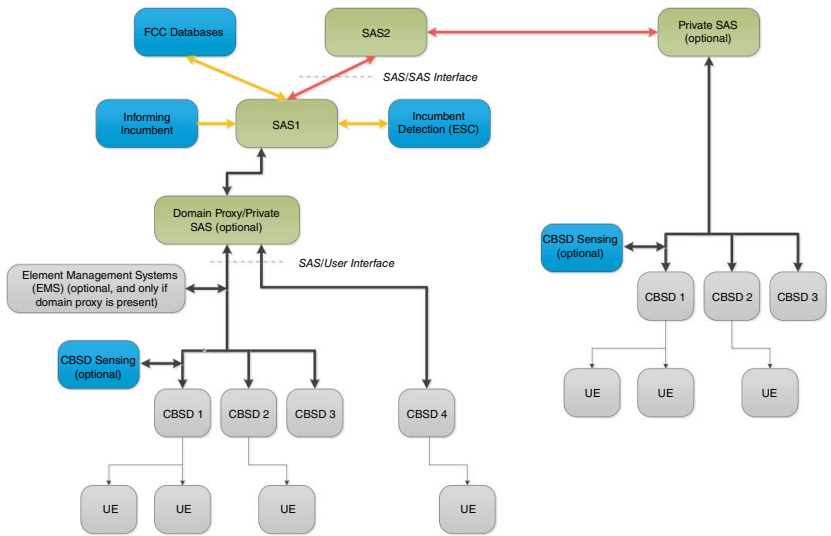 FCC Databases
SAS2
Private SAS
(optional)
SAS/SAS Interface
Informing
Incumbent
SAS1
Incumbent
Detection (ESC)
Domain Proxy/Private
SAS (optional)
SAS/User Interface
Element Management Systems
(EMS) (optional, and only if
domain proxy is present)
CBSD Sensing
(optional)
CBSD 1
CBSD 2
CBSD 3
UE
UE
UE
CBSD Sensing
(optional)
CBSD 1
CBSD 2
CBSD 3
CBSD 4
UE
UE
UE
UE